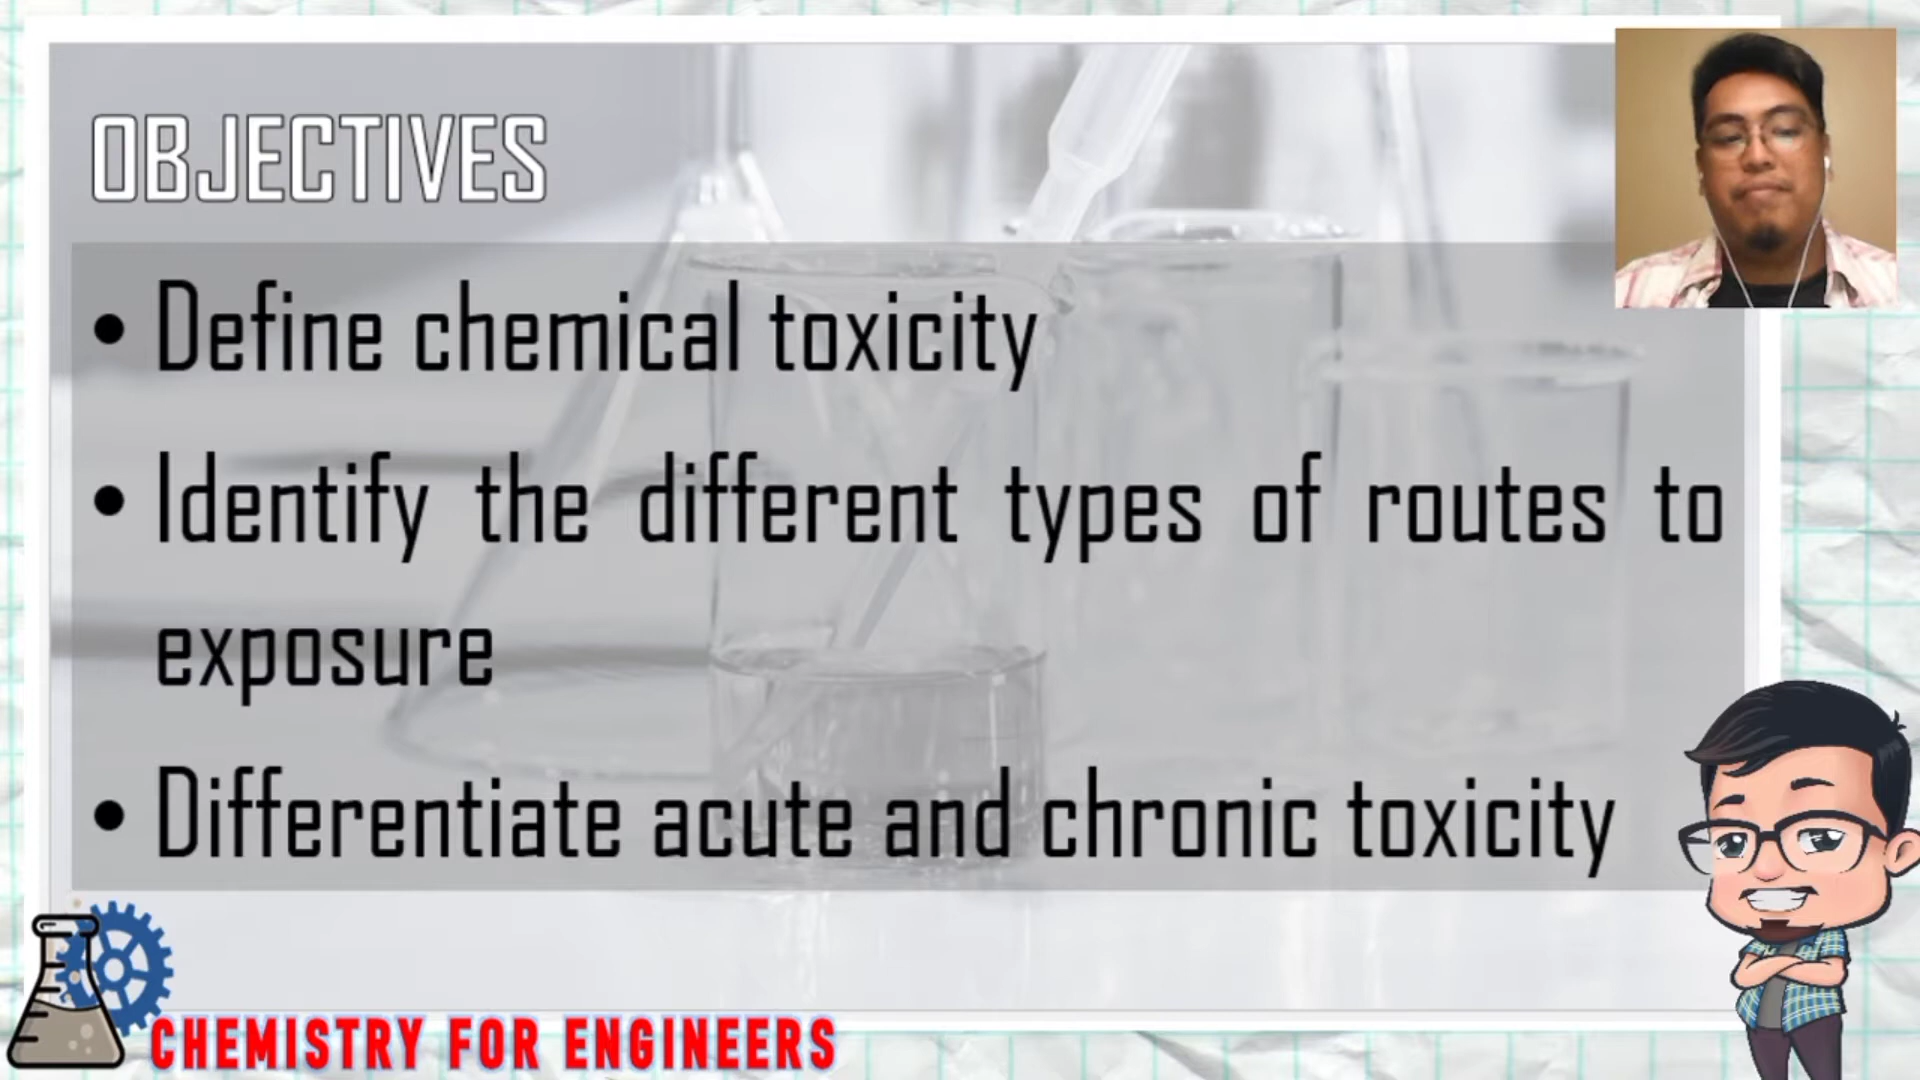 OBJECTIVES
• Define chemical toxicity
• Identify the different types of routes to
exposure
• Differentiate acute and chronic toxicity
CHEMISTRY FOR ENGINEERS